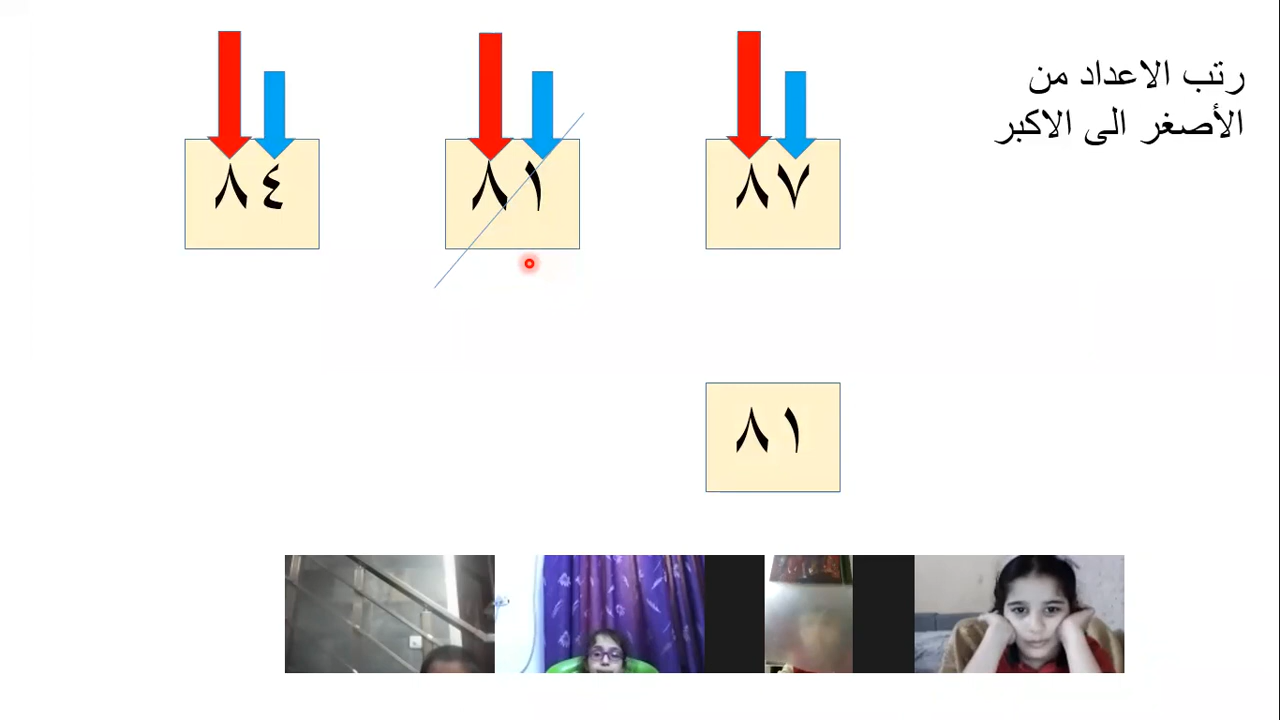 رتب الاعداد من
الأصغر الى الاكبر
٨٧ ٨١ ٨٤
٨١